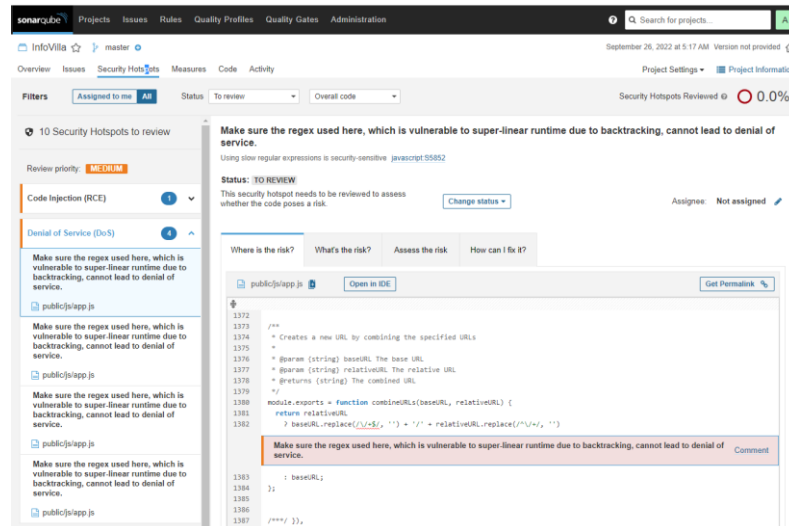 sonarqube Projects Issues Rules Quality Profiles Quality Gates Administration Search for projects... A
InfoVilla master September 26, 2022 at 5:17 AM Version not provided
Overview Issues Security Hotspots Measures Code Activity Project Settings Project Informatio
Filters Assigned to me All Status To review Overall code Security Hotspots Reviewed 0.0%
10 Security Hotspots to review
Review priority: MEDIUM
Code Injection (RCE) 1
Denial of Service (DoS) 4
Make sure the regex used here, which is
vulnerable to super-linear runtime due to
backtracking, cannot lead to denial of
service.
public/js/app.js
Make sure the regex used here, which is
vulnerable to super-linear runtime due to
backtracking, cannot lead to denial of
service.
public/js/app.js
Make sure the regex used here, which is
vulnerable to super-linear runtime due to
backtracking, cannot lead to denial of
service.
public/js/app.js
Make sure the regex used here, which is
vulnerable to super-linear runtime due to
backtracking, cannot lead to denial of
service.
public/js/app.js
Make sure the regex used here, which is vulnerable to super-linear runtime due to backtracking, cannot lead to denial of
service.
Using slow regular expressions is security-sensitive javascript:S5852
Status: TO REVIEW
This security hotspot needs to be reviewed to assess
whether the code poses a risk.
Change status
Assignee: Not assigned
Where is the risk? What's the risk? Assess the risk How can I fix it?
public/js/app.js Open in IDE Get Permalink
1372
1373 /**
1374 * Creates a new URL by combining the specified URLs
1375 *
1376 * @param {string} baseURL The base URL
1377 * @param {string} relativeURL The relative URL
1378 * @returns {string} The combined URL
1379 */
1380 module.exports = function combineURLs(baseURL, relativeURL) {
1381 return relativeURL
1382 ? baseURL.replace(/\/+$/, '') + '/' + relativeURL.replace(/^\/+/, '')
Make sure the regex used here, which is vulnerable to super-linear runtime due to backtracking, cannot lead to denial of
service.
Comment
1383 : baseURL;
1384 };
1385
1386
1387 /***/ }),